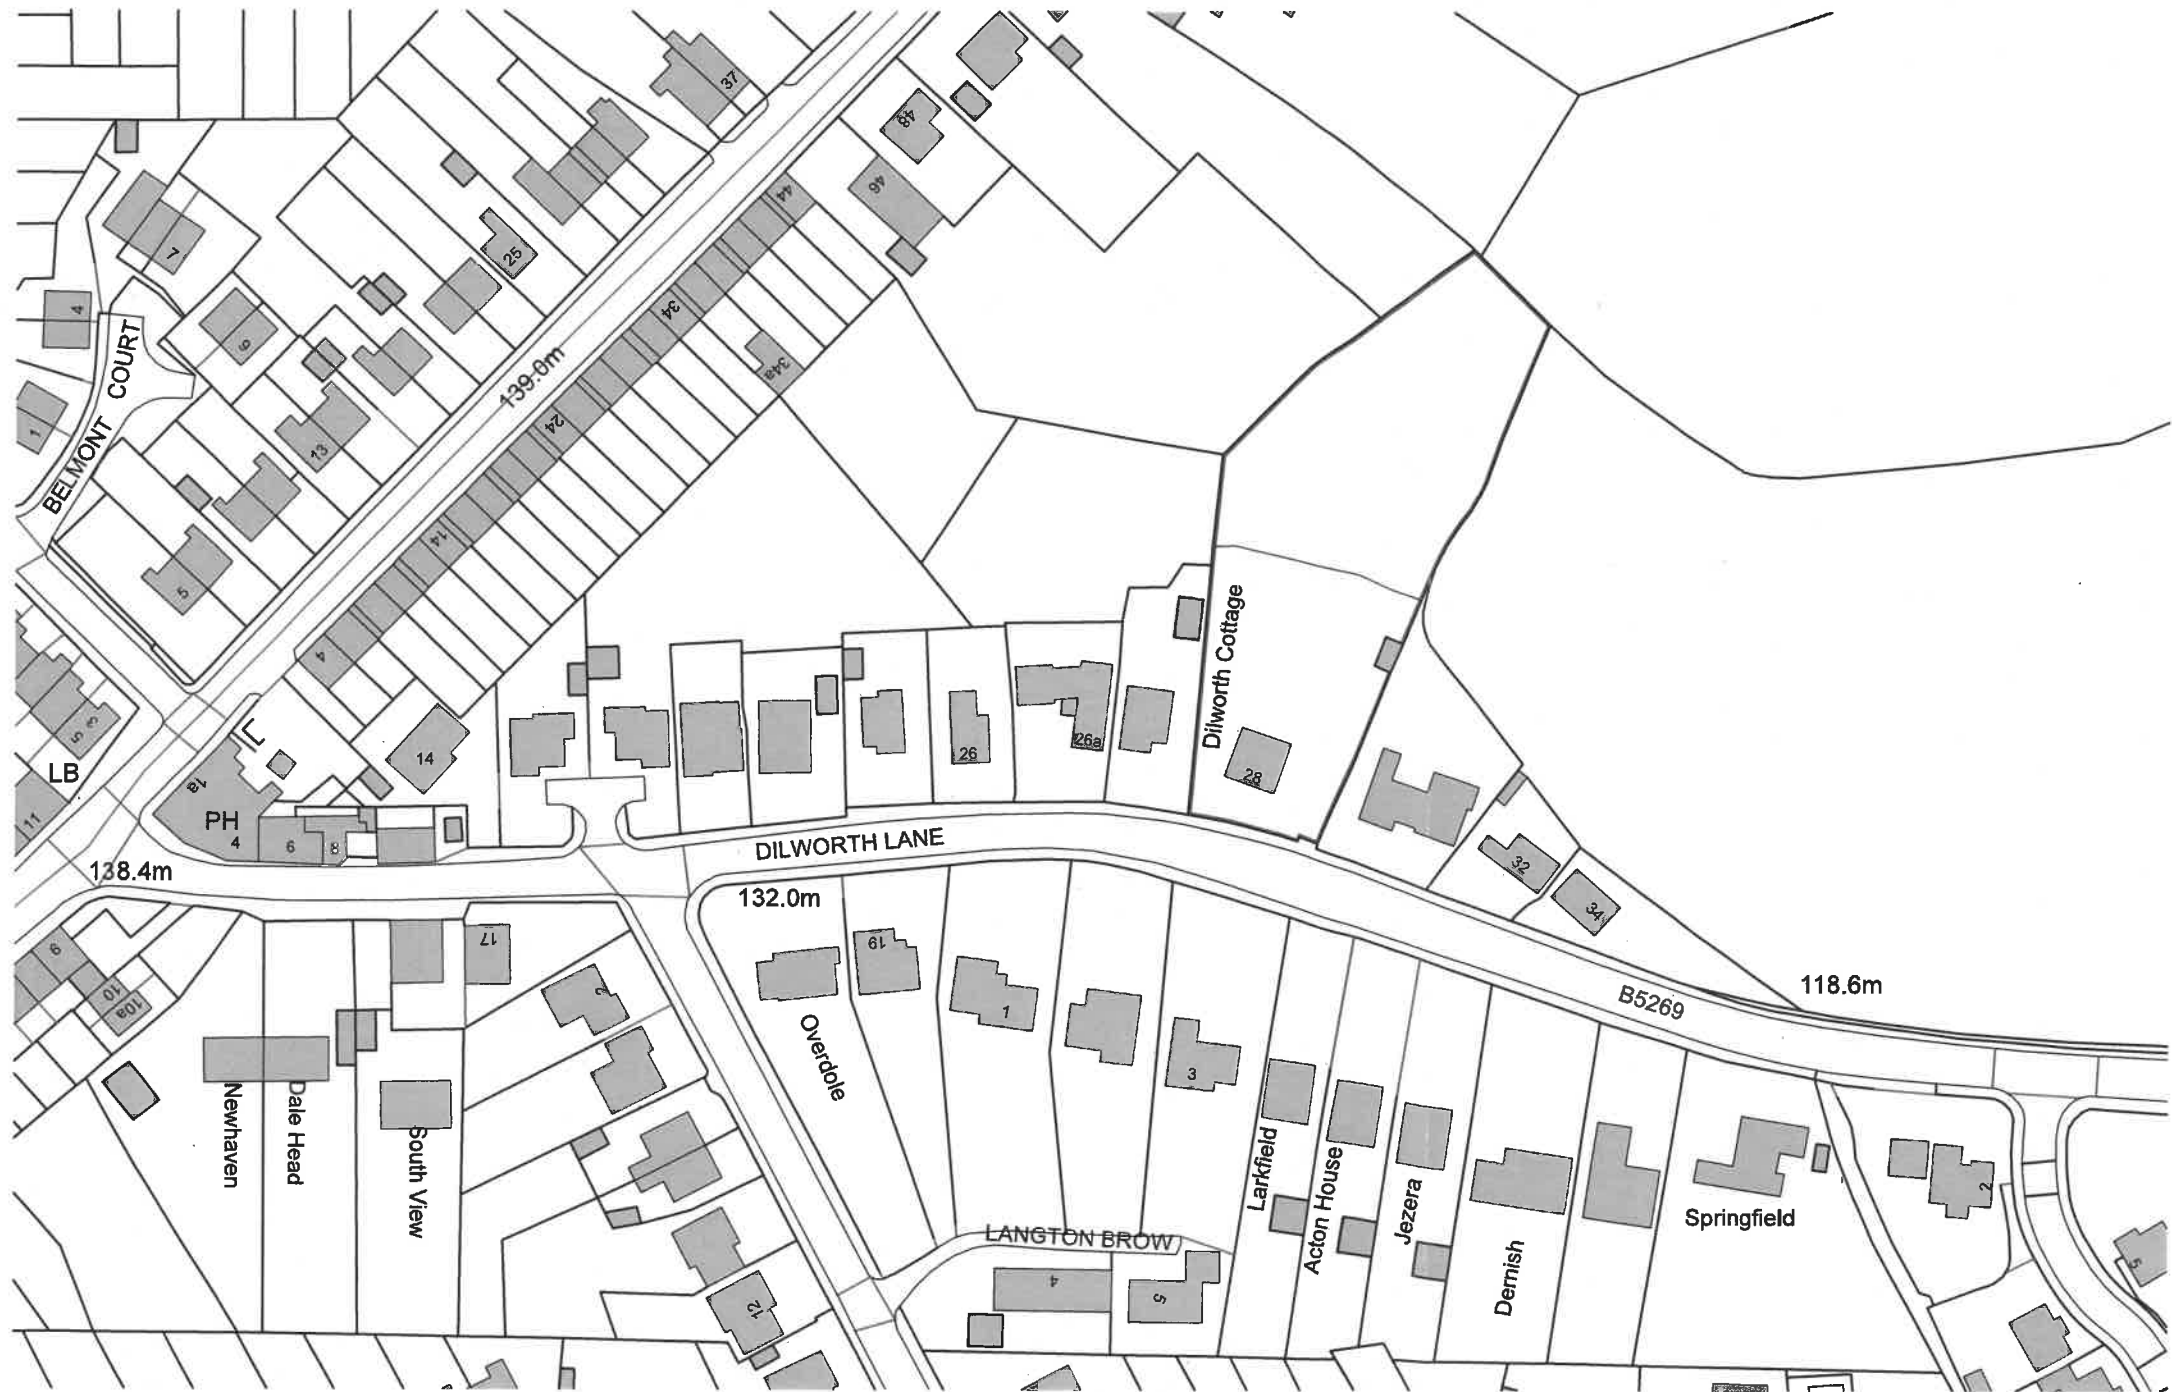 37
48
46
44
7
25
4
34
6
COURT
139.0m
34a
1
24
13
BELMONT
14
5
Dilworth Cottage
4
3
5
LB
14
26
26a
28
1a
11
PH
4
6
8
DILWORTH LANE
138.4m
132.0m
32
34
17
19
9
2
118.6m
B5269
10
10a
1
Overdole
3
Newhaven
Dale Head
South View
Larkfield
Acton House
Jezera
2
Springfield
LANGTON BROW
Dernish
5
4
5
12